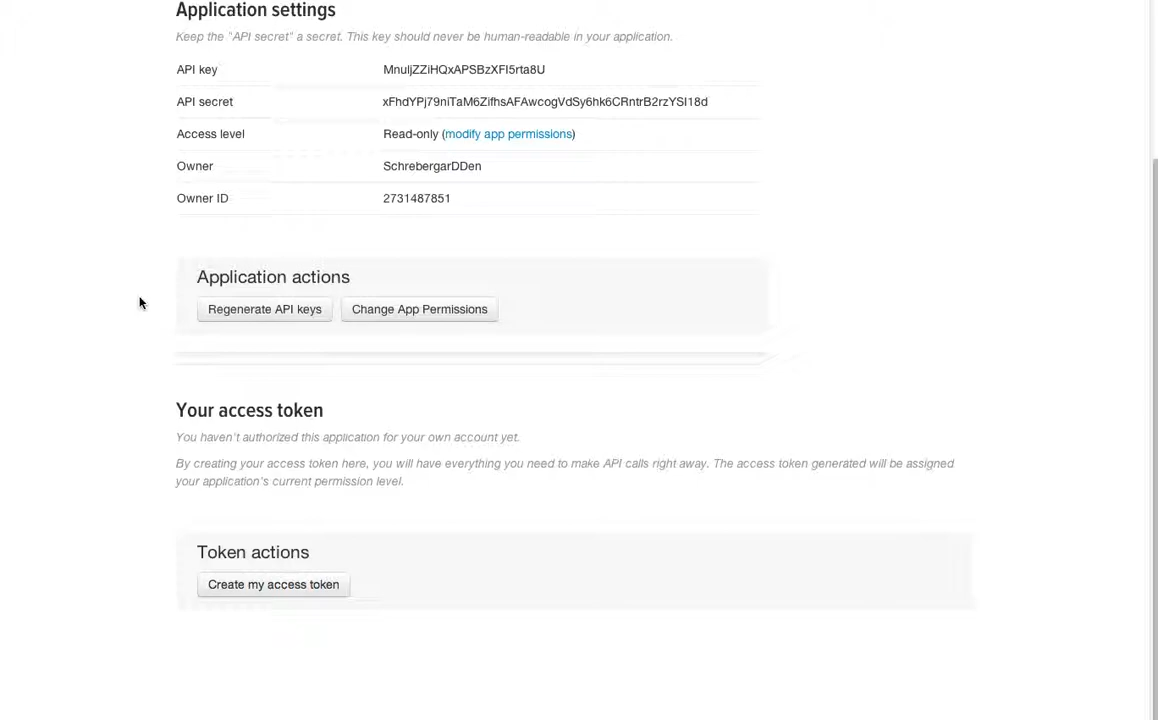 Application settings
Keep the "API secret" a secret. This key should never be human-readable in your application.
API key MnuljZZiHQxAPSBzXFI5rta8U
API secret xFhdYPj79niTaM6ZifhsAFAwcogVdSy6hk6CRntrB2rzYSI18d
Access level Read-only (modify app permissions)
Owner SchrebergarDDen
Owner ID 2731487851
Application actions
Regenerate API keys Change App Permissions
Your access token
You haven't authorized this application for your own account yet.
By creating your access token here, you will have everything you need to make API calls right away. The access token generated will be assigned
your application's current permission level.
Token actions
Create my access token